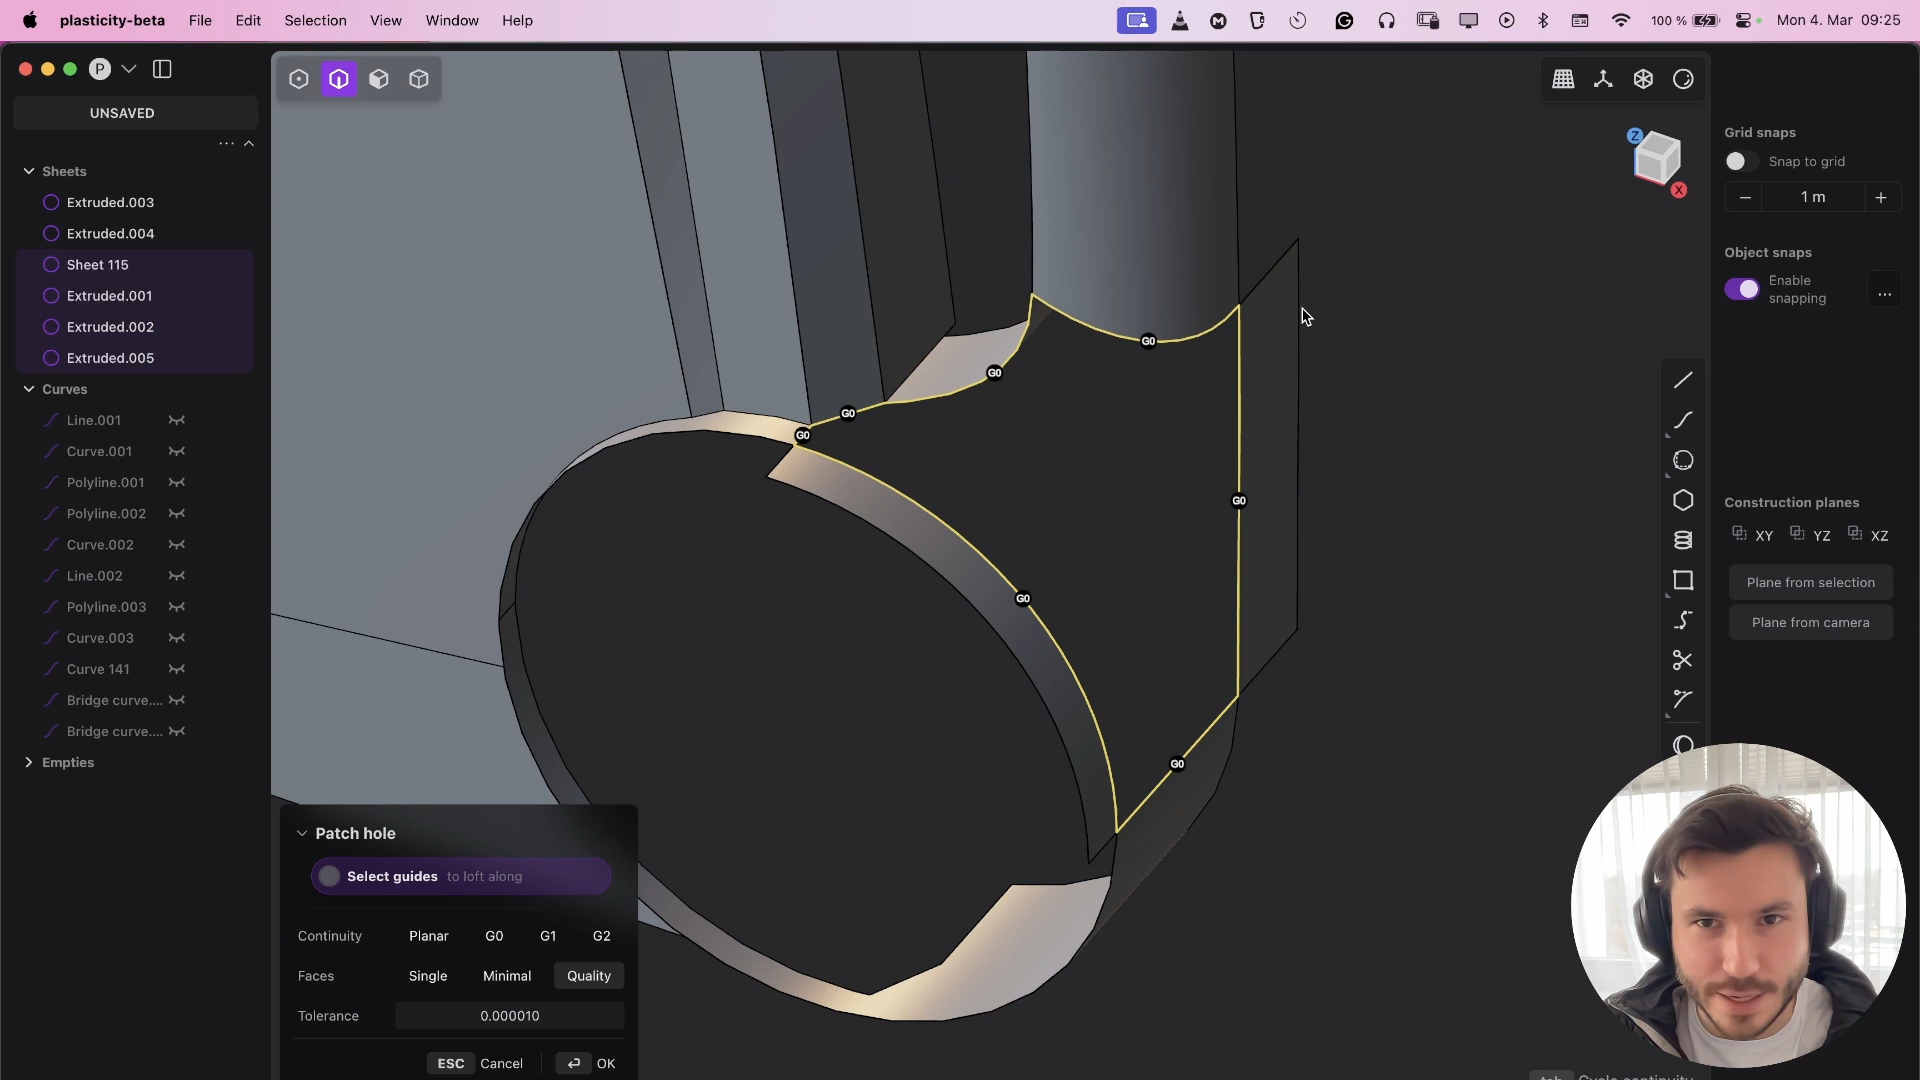 plasticity-beta File Edit Selection View Window Help
100 % Mon 4. Mar 09:25
P
UNSAVED
Sheets
Extruded.003
Extruded.004
Sheet 115
Extruded.001
Extruded.002
Extruded.005
Curves
Line.001
Curve.001
Polyline.001
Polyline.002
Curve.002
Line.002
Polyline.003
Curve.003
Curve 141
Bridge curve....
Bridge curve....
Empties
G0
G0
G0
G0
G0
G0
G0
Patch hole
Select guides to loft along
Continuity Planar G0 G1 G2
Faces Single Minimal Quality
Tolerance 0.000010
ESC Cancel OK
Z
X
Grid snaps
Snap to grid
− 1 m +
Object snaps
Enable
snapping
...
Construction planes
XY YZ XZ
Plane from selection
Plane from camera
tab Cycle continuity